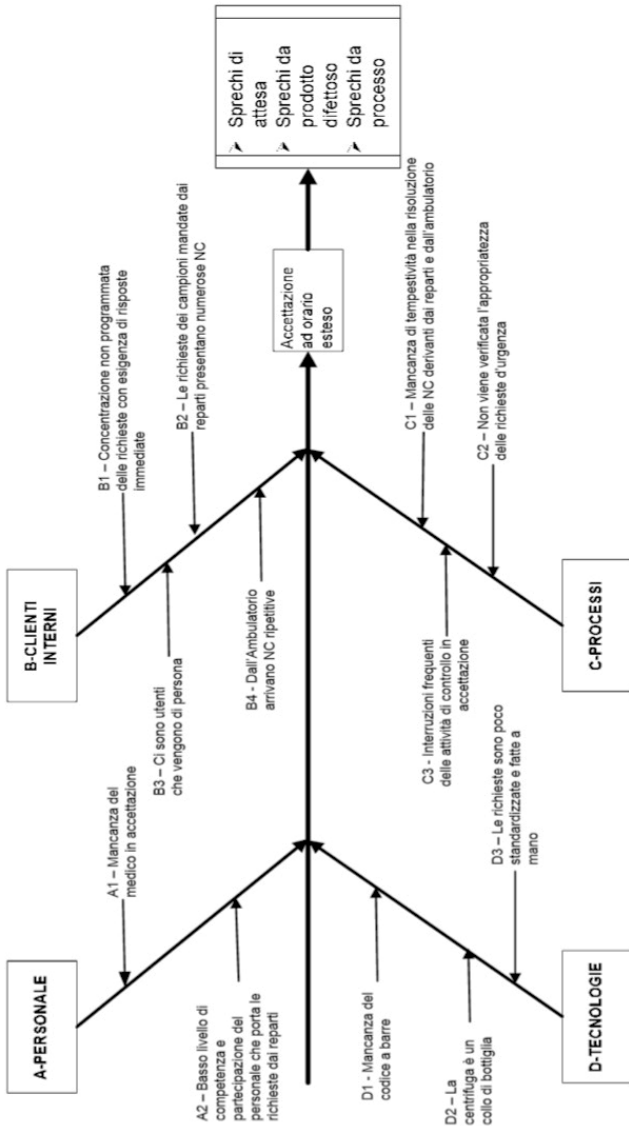 A-PERSONALE
A1 – Mancanza del
medico in accettazione
A2 – Basso livello di
competenza e
partecipazione del
personale che porta le
richieste dai reparti
B-CLIENTI
INTERNI
B1 – Concentrazione non programmata
delle richieste con esigenza di risposte
immediate
B2 – Le richieste dei campioni mandate dai
reparti presentano numerose NC
B3 – Ci sono utenti
che vengono di persona
B4 - Dall'Ambulatorio
arrivano NC ripetitive
Accettazione
ad orario
esteso
Sprechi di
attesa
Sprechi da
prodotto
difettoso
Sprechi da
processo
D1 - Mancanza del
codice a barre
D2 – La
centrifuga è un
collo di bottiglia
D3 – Le richieste sono poco
standardizzate e fatte a
mano
D-TECNOLOGIE
C1 – Mancanza di tempestività nella risoluzione
delle NC derivanti dai reparti e dall'ambulatorio
C2 – Non viene verificata l'appropriatezza
delle richieste d'urgenza
C3 - Interruzioni frequenti
delle attività di controllo in
accettazione
C-PROCESSI